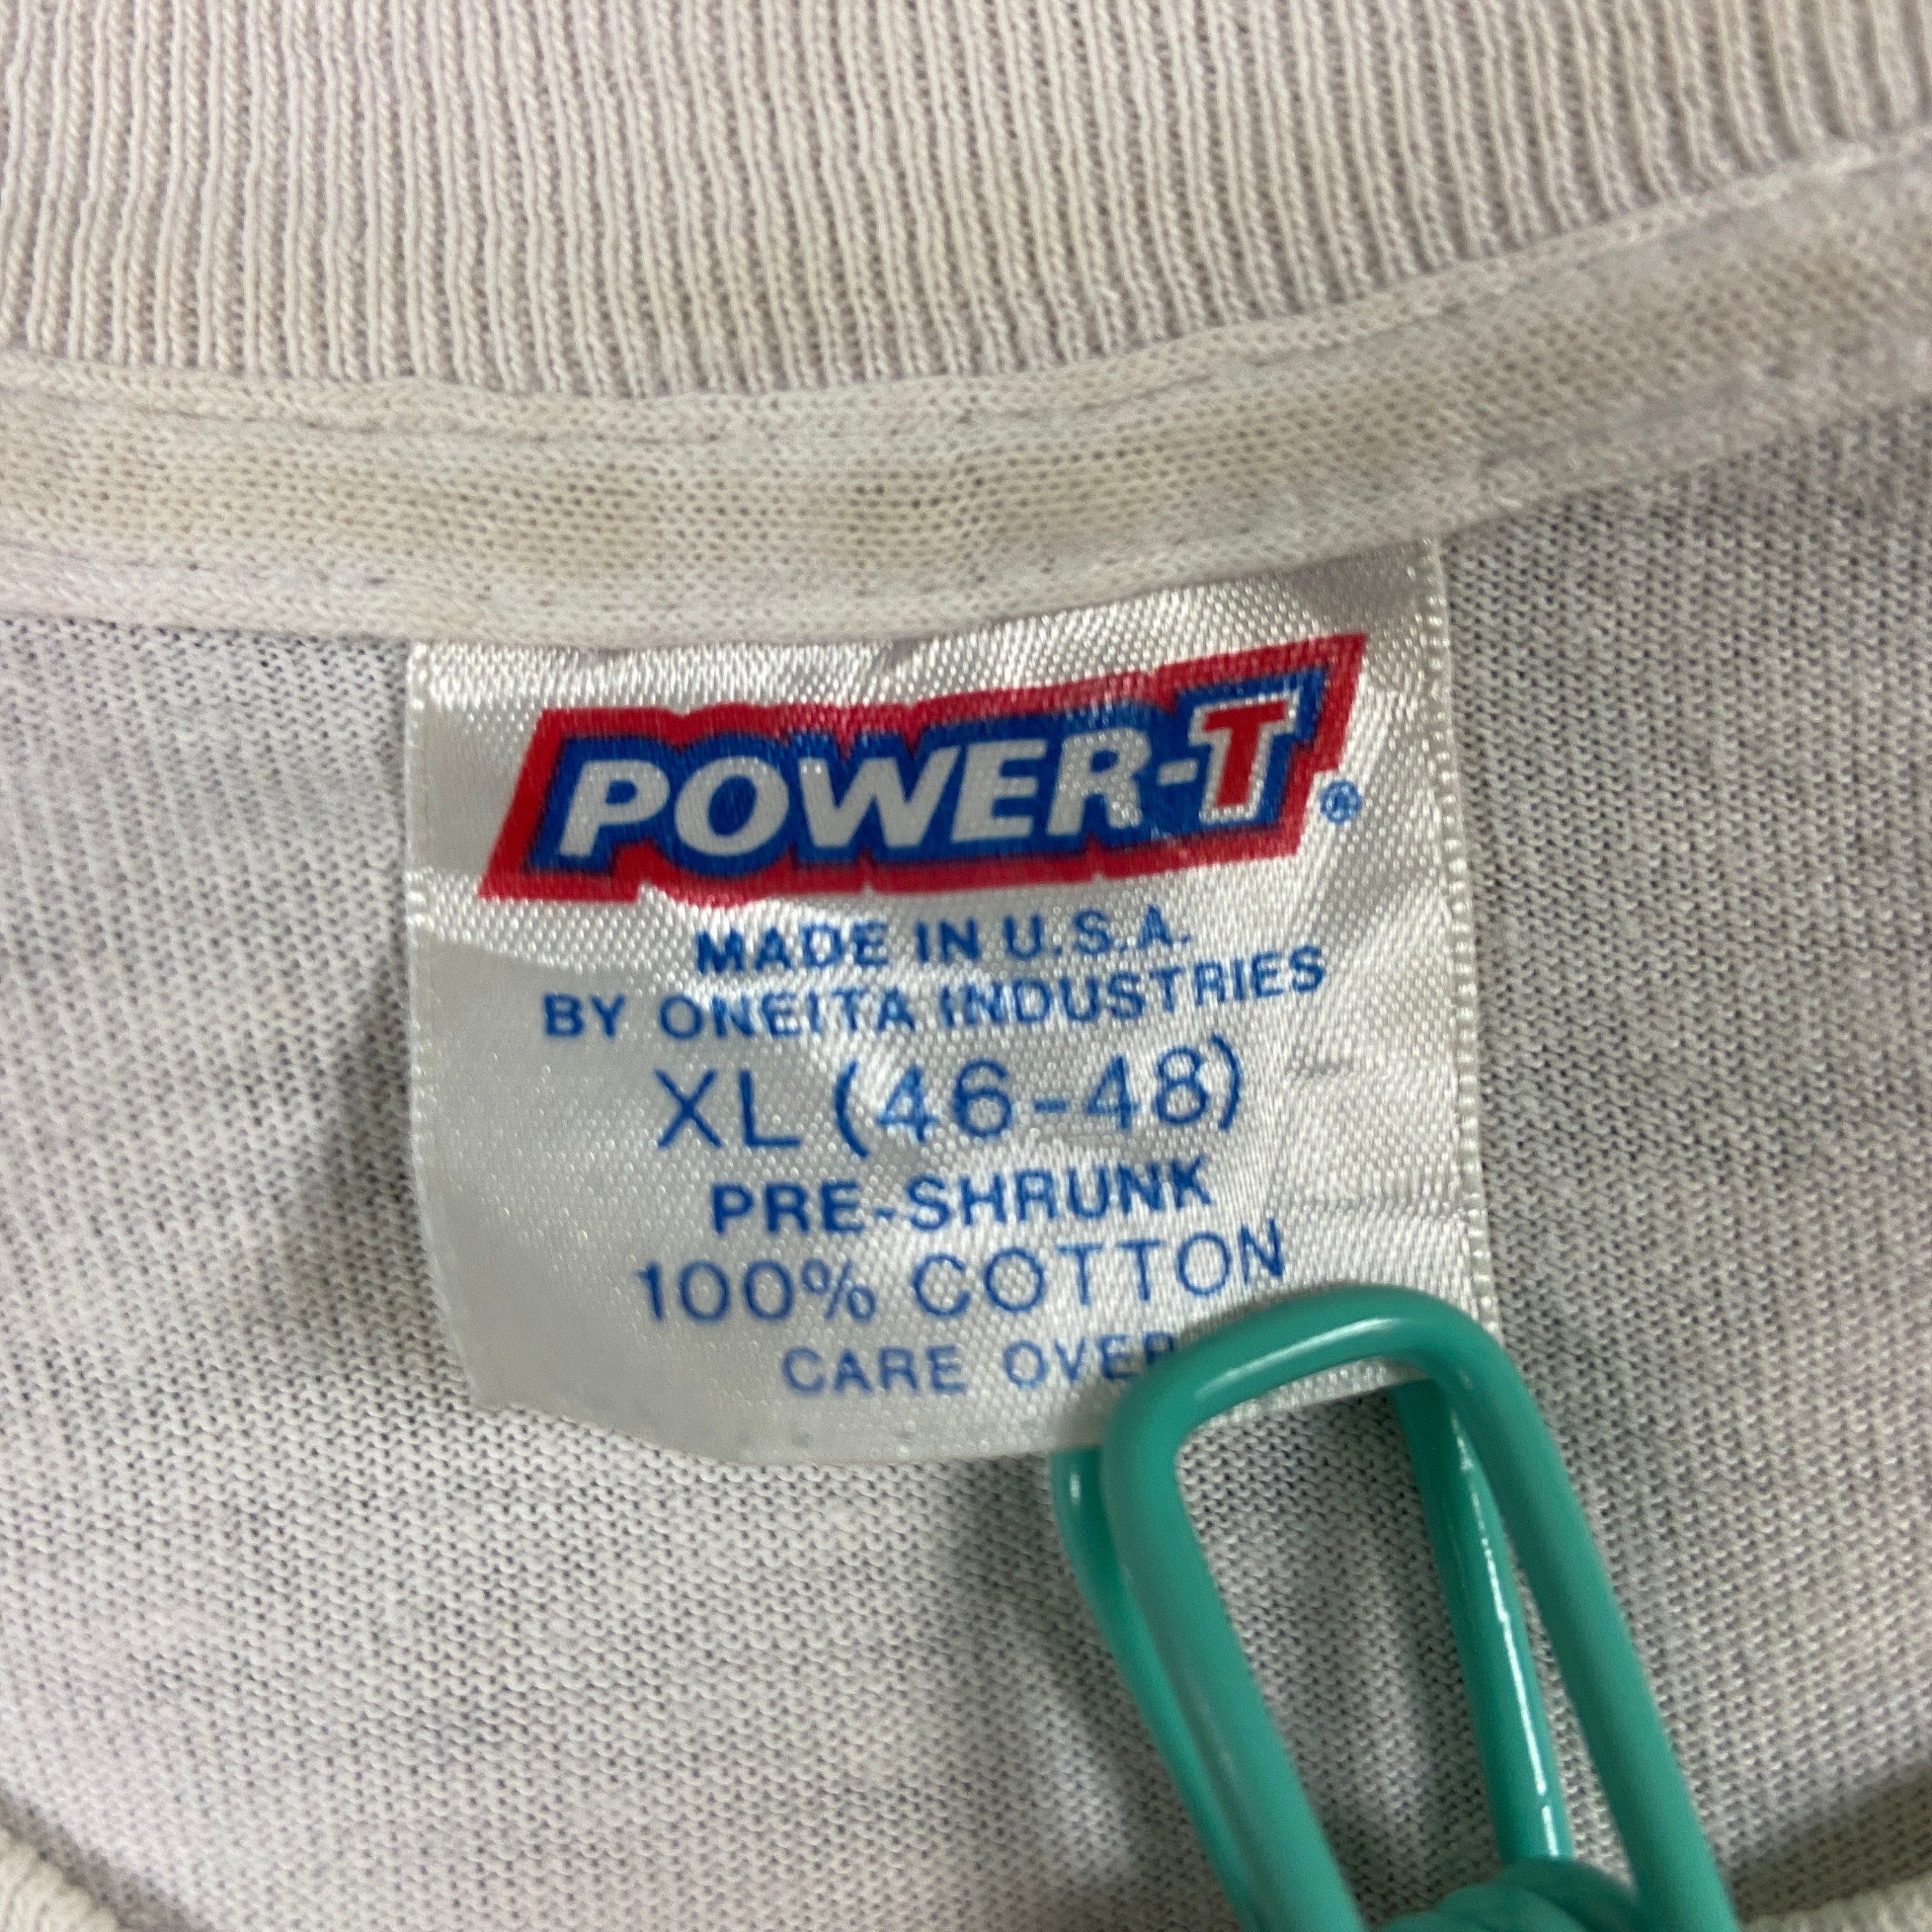 POWER-T®
MADE IN U.S.A.
BY ONEITA INDUSTRIES
XL (46-48)
PRE-SHRUNK
100% COTTON
CARE OVER